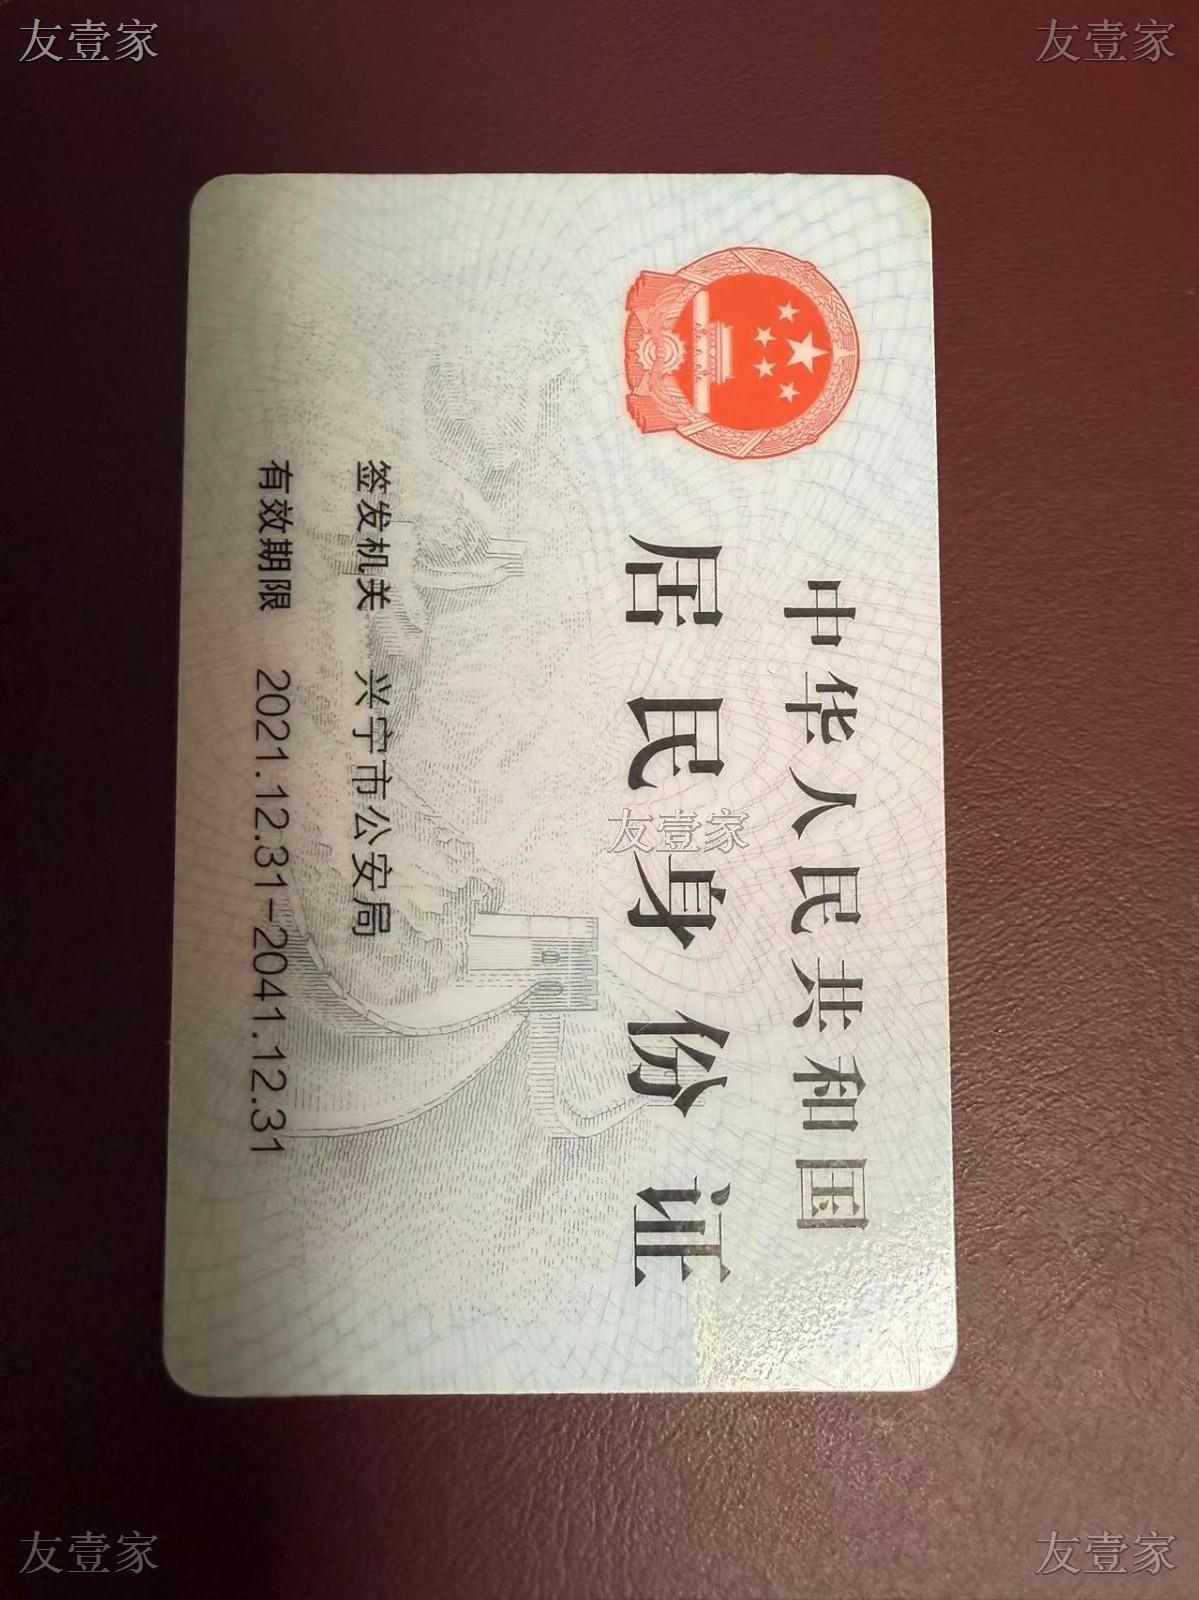 友壹家
友壹家
中华人民共和国
居民身份证
友壹家
签发机关 兴宁市公安局
有效期限 2021.12.31-2041.12.31
友壹家
友壹家